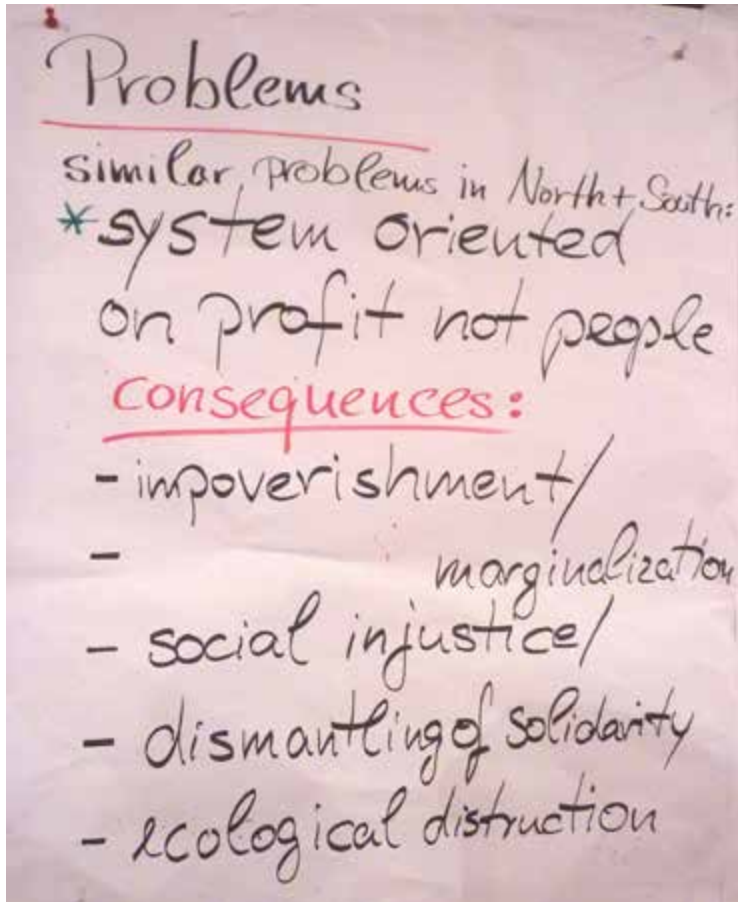 Problems
similar problems in North + South:
* system oriented
on profit not people
Consequences:
- impoverishment/
- marginalization
- social injustice/
- dismantling of solidarity
- ecological distruction